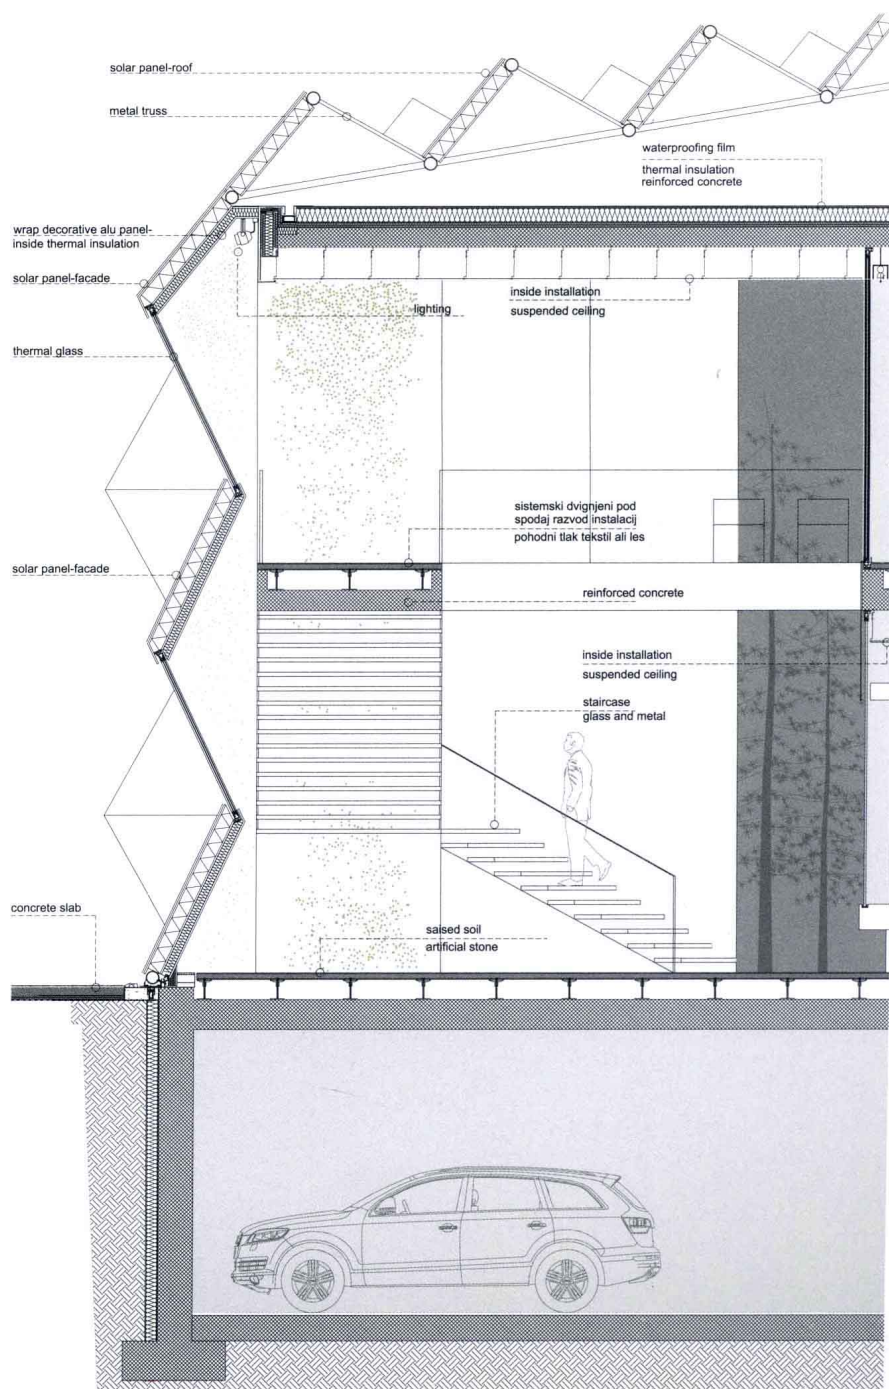 solar panel-roof
metal truss
waterproofing film
thermal insulation
reinforced concrete
wrap decorative alu panel-
inside thermal insulation
solar panel-facade
inside installation
suspended ceiling
lighting
thermal glass
sistemski dvignjeni pod
spodaj razvod instalacij
pohodni tlak tekstil ali les
solar panel-facade
reinforced concrete
inside installation
suspended ceiling
staircase
glass and metal
concrete slab
saised soil
artificial stone